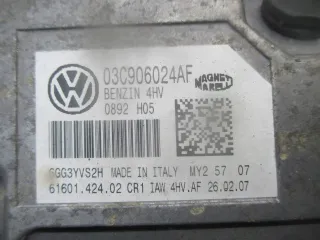 03C906024AF
BENZIN 4HV
0892 H05
MAGNETI
MARELLI
GGG3YVS2H MADE IN ITALY MY2 57 07
61601.424.02 CR1 IAW 4HV.AF 26.02.07